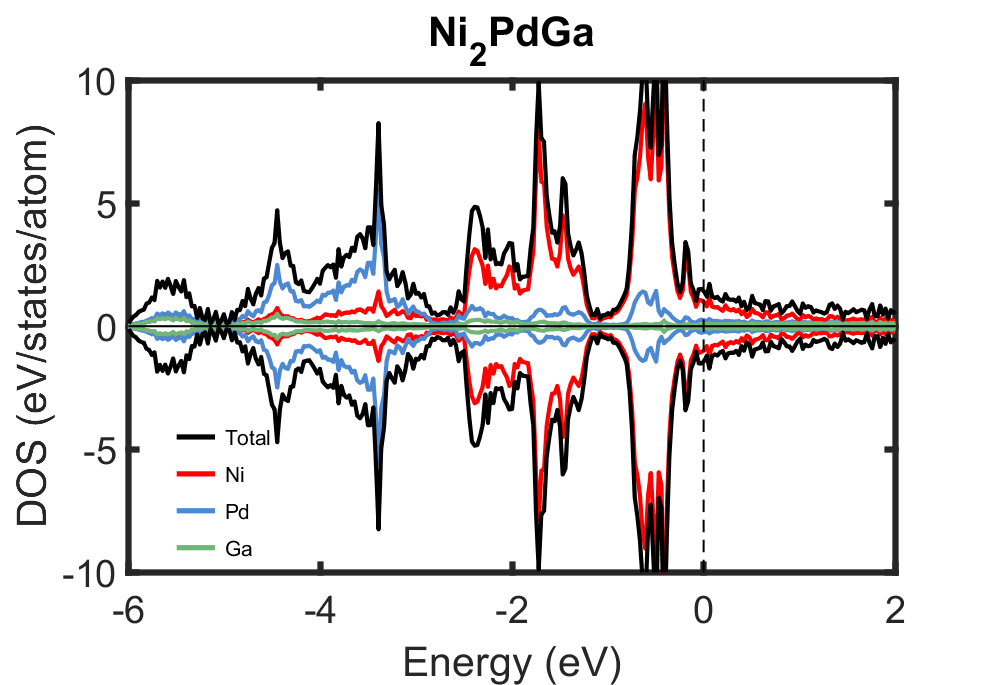 Ni₂PdGa
10
5
0
-5
-10
DOS (eV/states/atom)
Total
Ni
Pd
Ga
-6 -4 -2 0 2
Energy (eV)